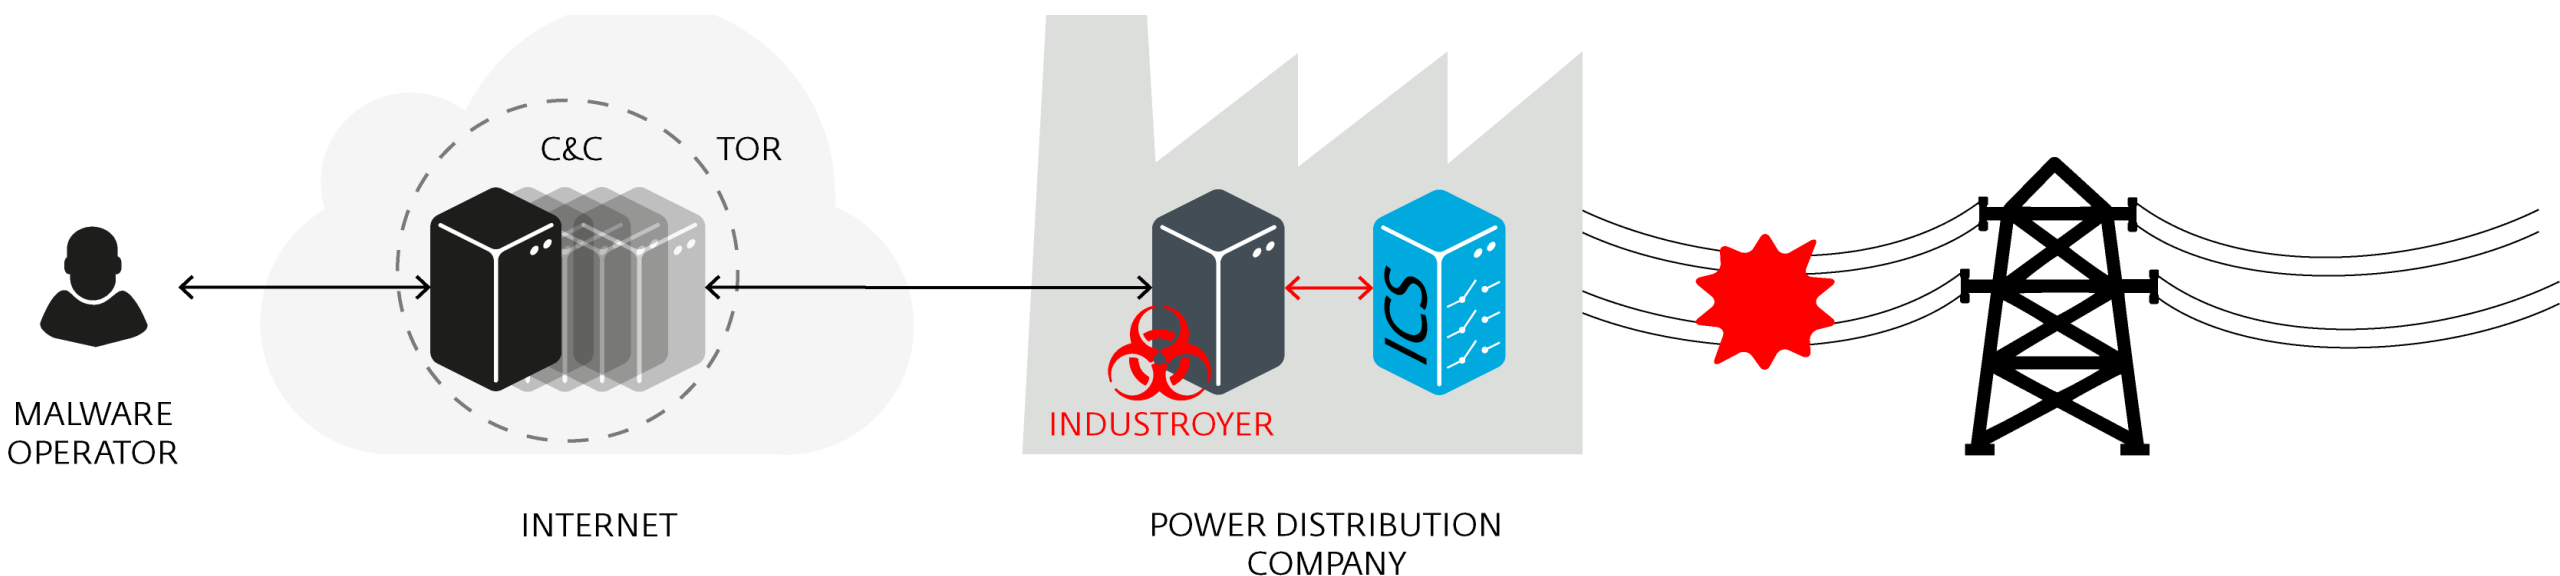 C&C
TOR
ICS
INDUSTROYER
MALWARE
OPERATOR
INTERNET
POWER DISTRIBUTION
COMPANY